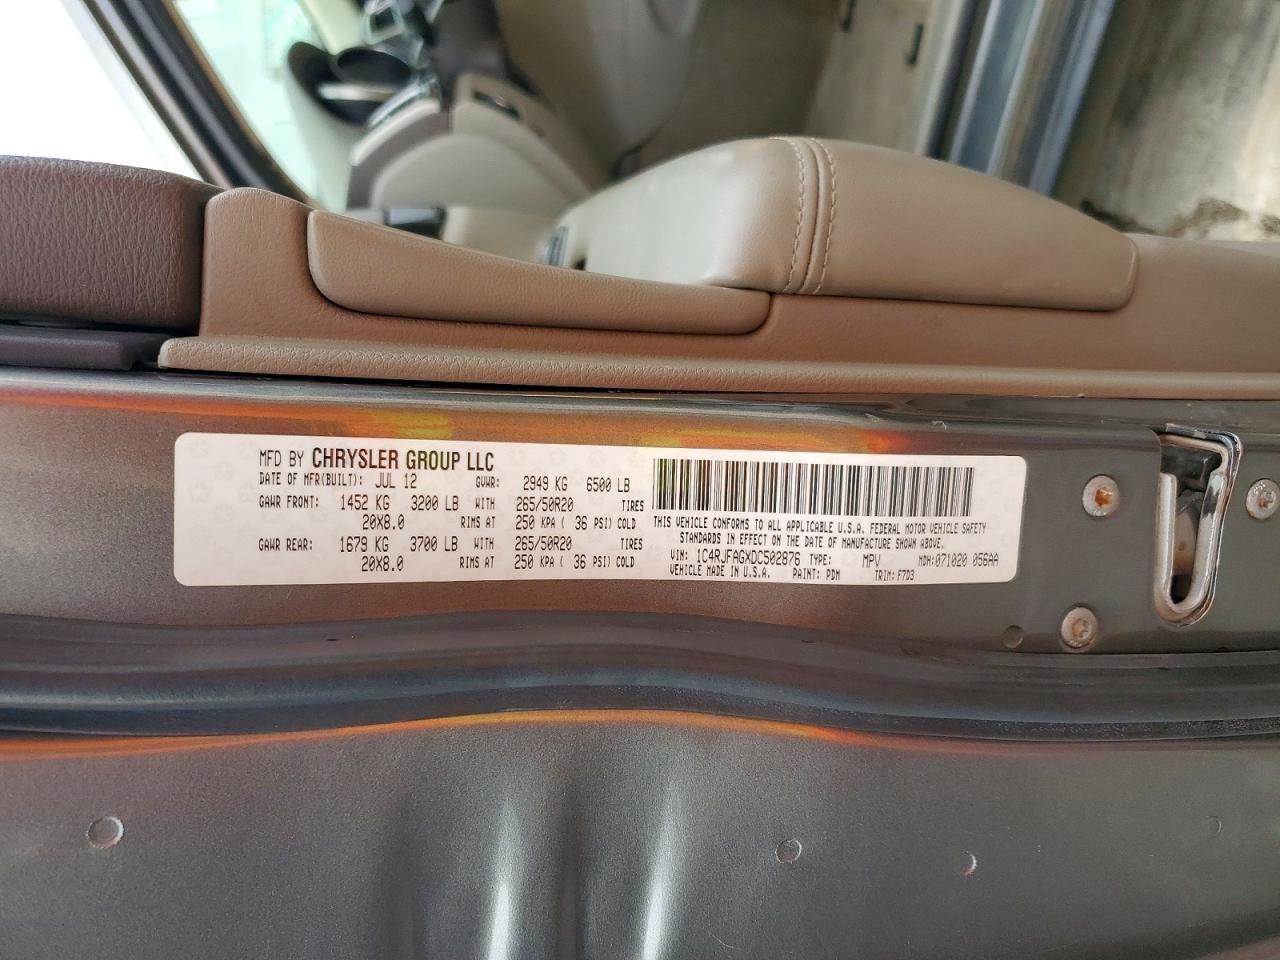 MFD BY CHRYSLER GROUP LLC
DATE OF MFR(BUILT): JUL 12 GVWR: 2949 KG 6500 LB
GAWR FRONT: 1452 KG 3200 LB WITH 265/50R20 TIRES
20X8.0 RIMS AT 250 KPA ( 36 PSI) COLD
GAWR REAR: 1679 KG 3700 LB WITH 265/50R20 TIRES
20X8.0 RIMS AT 250 KPA ( 36 PSI) COLD
THIS VEHICLE CONFORMS TO ALL APPLICABLE U.S.A. FEDERAL MOTOR VEHICLE SAFETY
STANDARDS IN EFFECT ON THE DATE OF MANUFACTURE SHOWN ABOVE.
VIN: 1C4RJFAGXDC502876 TYPE: MPV MDH:071020 056AA
VEHICLE MADE IN U.S.A. PAINT: PDM TRIM: F7D3